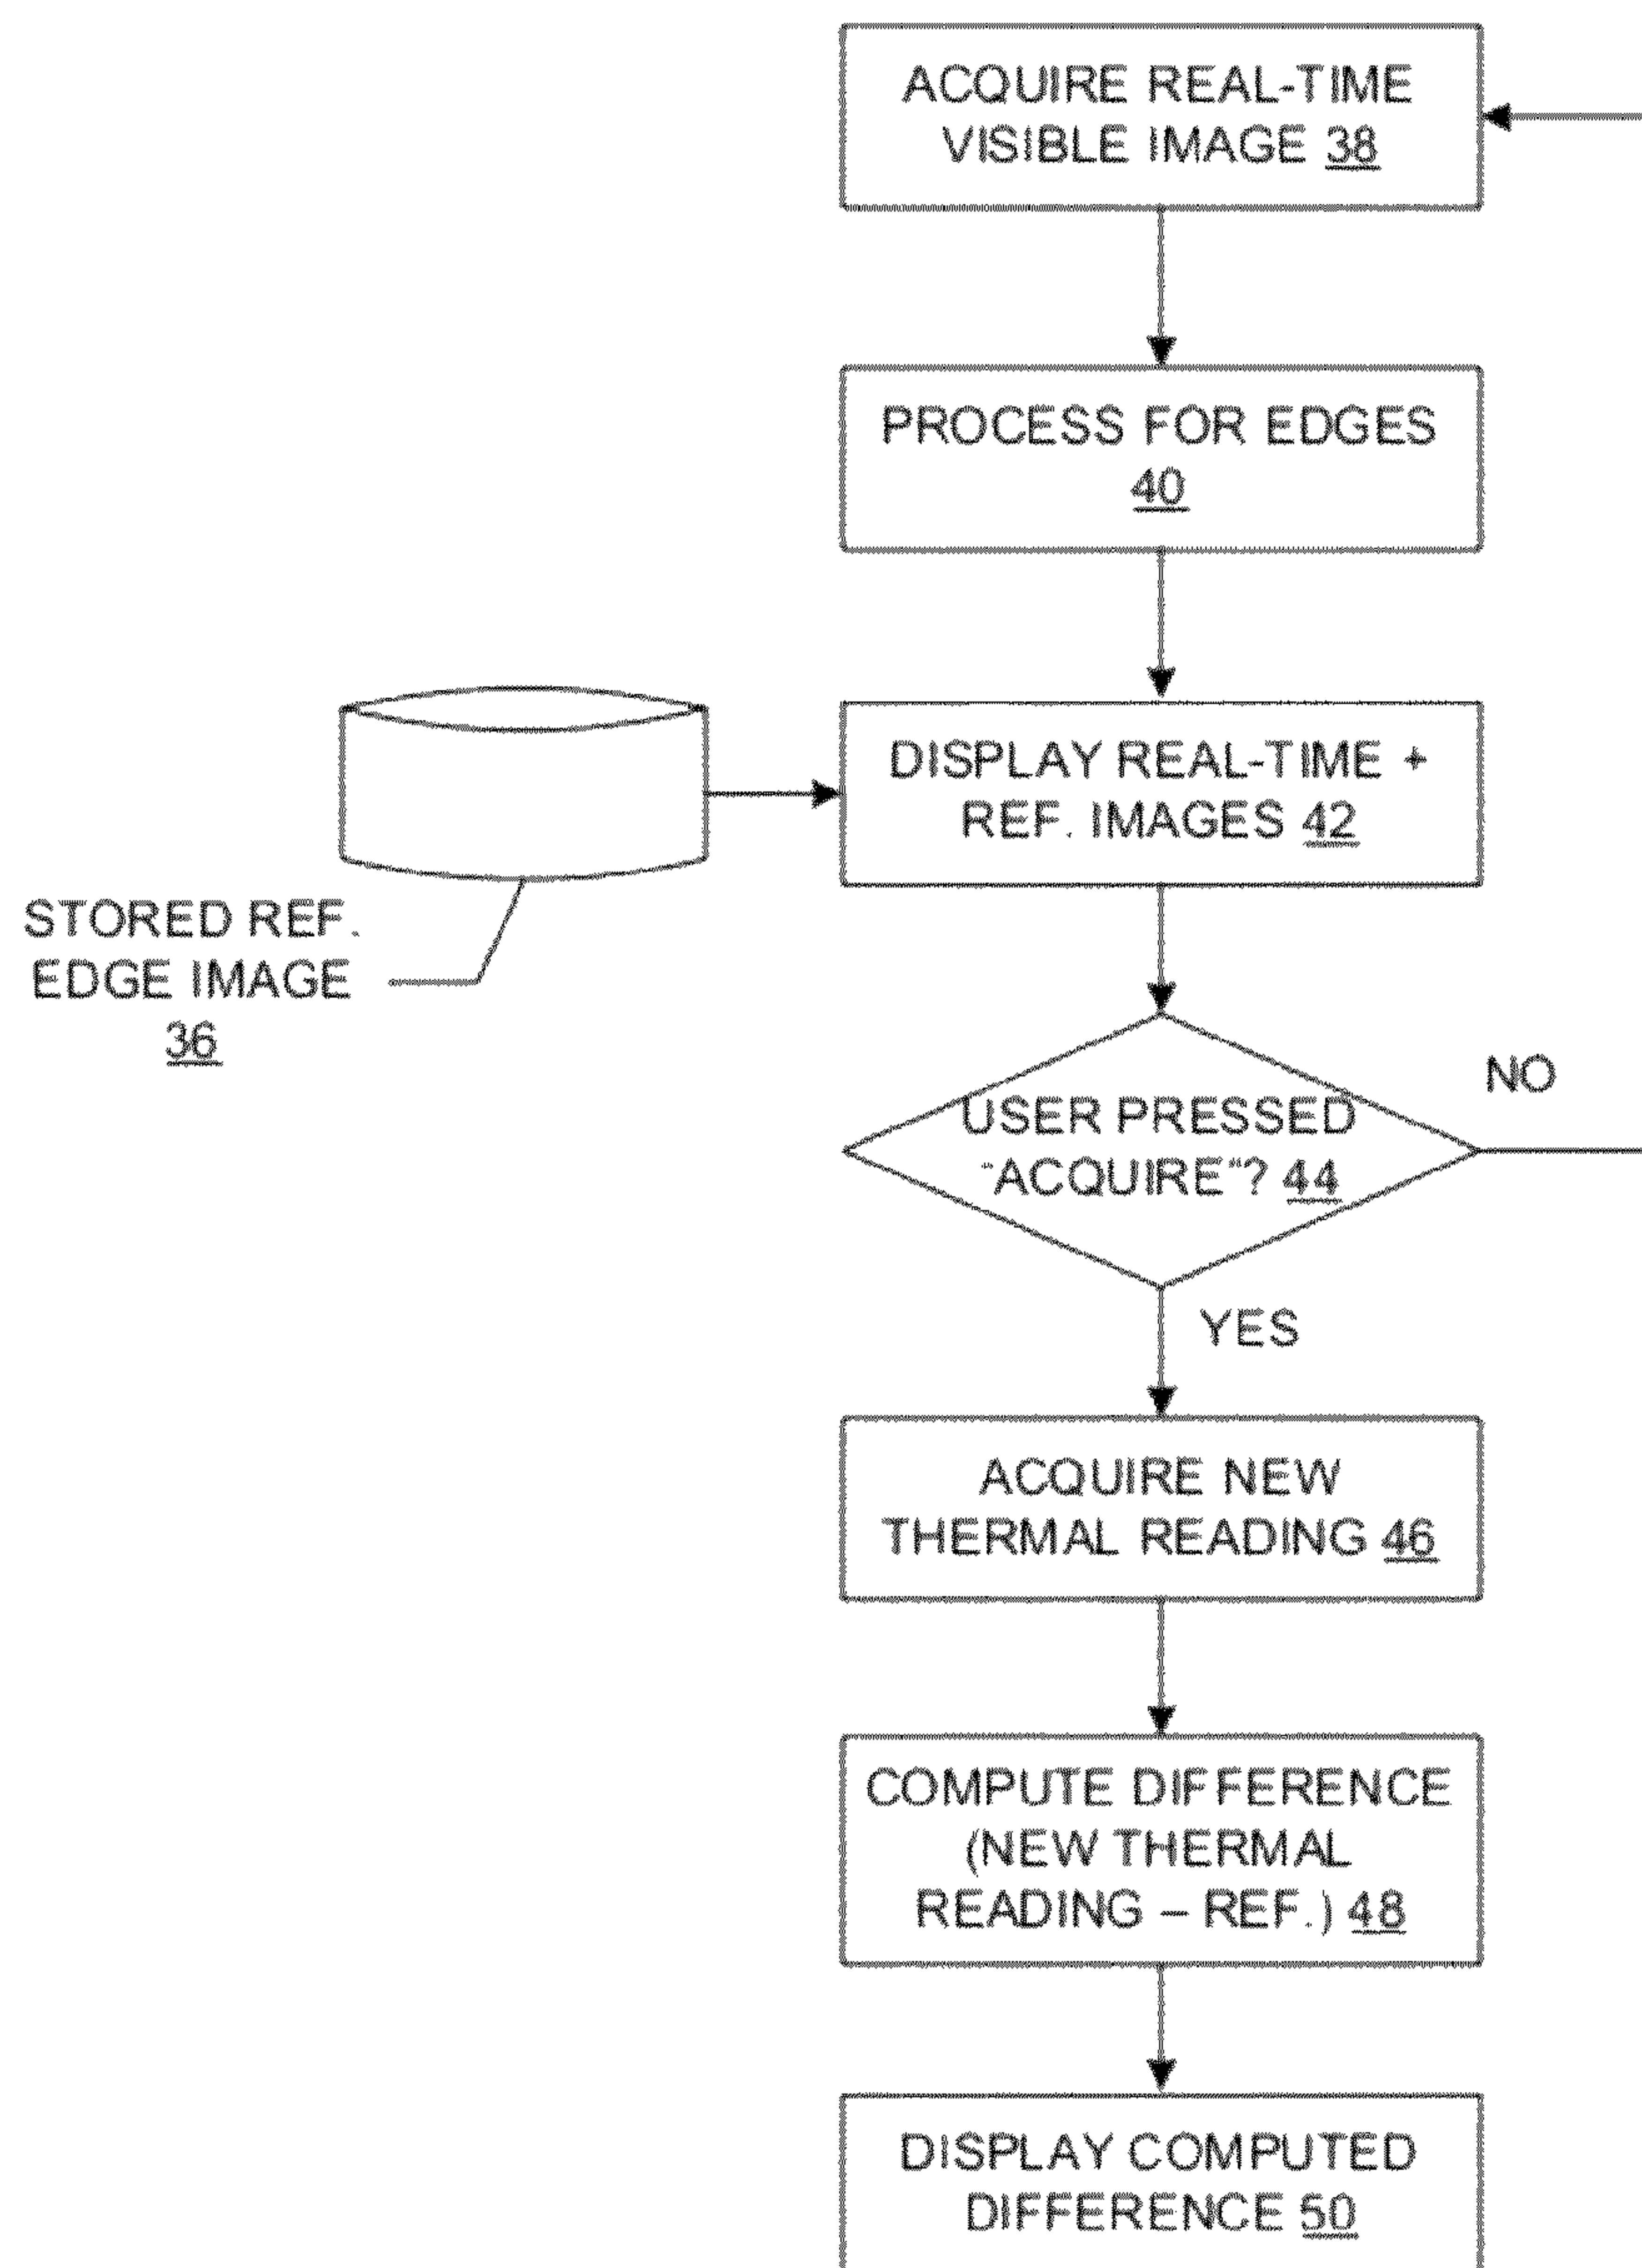 ACQUIRE REAL-TIME
VISIBLE IMAGE 38
PROCESS FOR EDGES
40
DISPLAY REAL-TIME +
REF. IMAGES 42
STORED REF.
EDGE IMAGE
36
USER PRESSED
"ACQUIRE"? 44
NO
YES
ACQUIRE NEW
THERMAL READING 46
COMPUTE DIFFERENCE
(NEW THERMAL
READING – REF.) 48
DISPLAY COMPUTED
DIFFERENCE 50